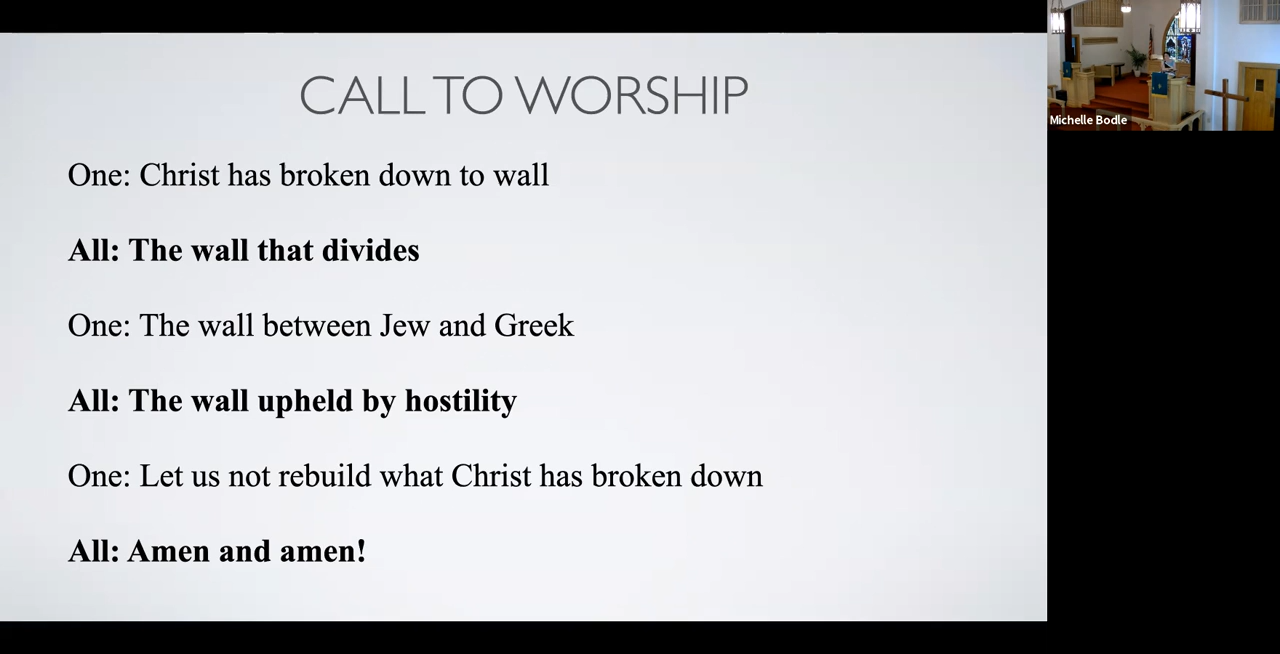 CALL TO WORSHIP
One: Christ has broken down to wall
All: The wall that divides
One: The wall between Jew and Greek
All: The wall upheld by hostility
One: Let us not rebuild what Christ has broken down
All: Amen and amen!
Michelle Bodle